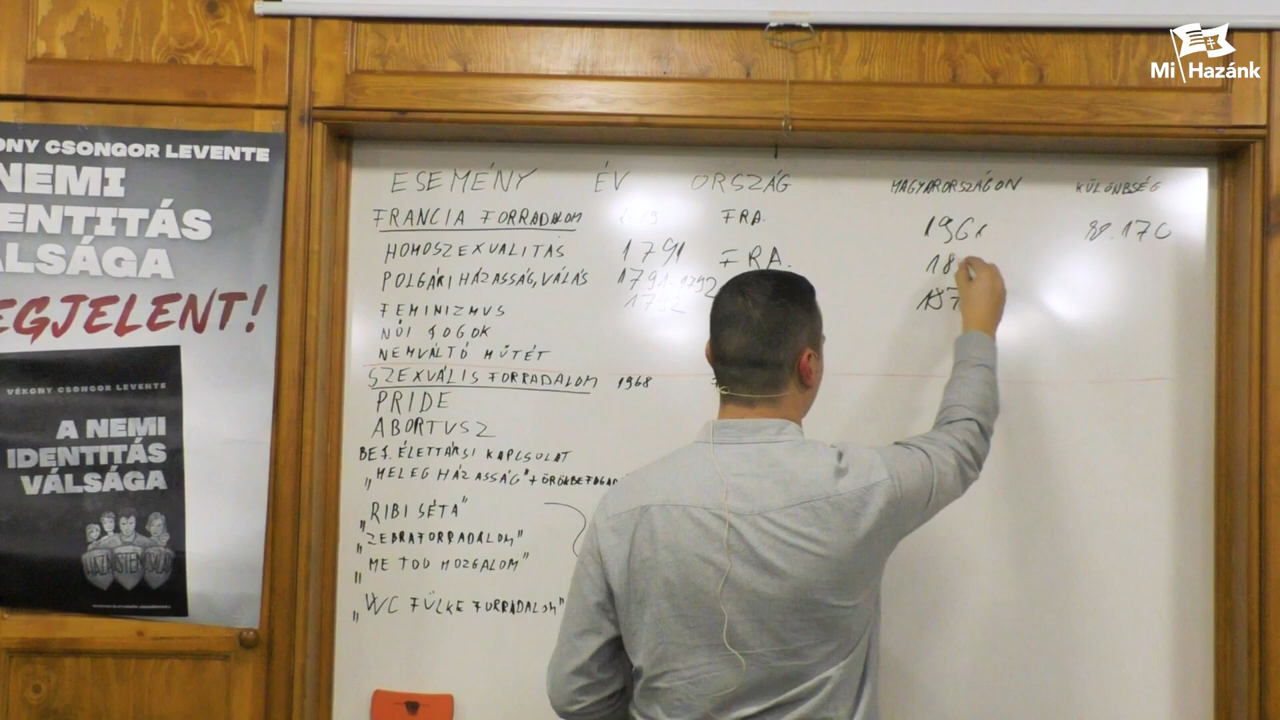 Mi Hazánk
ONY CSONGOR LEVENTE
NEMI
ENTITÁS
ÁLSÁGA
EGJELENT!
VÉKONY CSONGOR LEVENTE
A NEMI
IDENTITÁS
VÁLSÁGA
ESEMÉNY ÉV ORSZÁG MAGYARORSZÁGON KÜLÖNBSÉG
FRANCIA FORRADALOM FRA.
HOMOSZEXUALITÁS 1791 FRA. 1961
POLGÁRI HÁZASSÁG, VÁLÁS 1791-1792 18
FEMINIZMUS 1792
NŐI JOGOK
NEMVÁLTÓ MŰTÉT
SZEXUÁLIS FORRADALOM 1968
PRIDE
ABORTUSZ
BEJ. ÉLETTÁRSI KAPCSOLAT
"MELEG HÁZASSÁG" + ÖRÖKBEFOGAD
"RIBI SÉTA"
"ZEBRAFORRADALOM"
"ME TOO MOZGALOM"
"WC FÜLKE FORRADALOM"